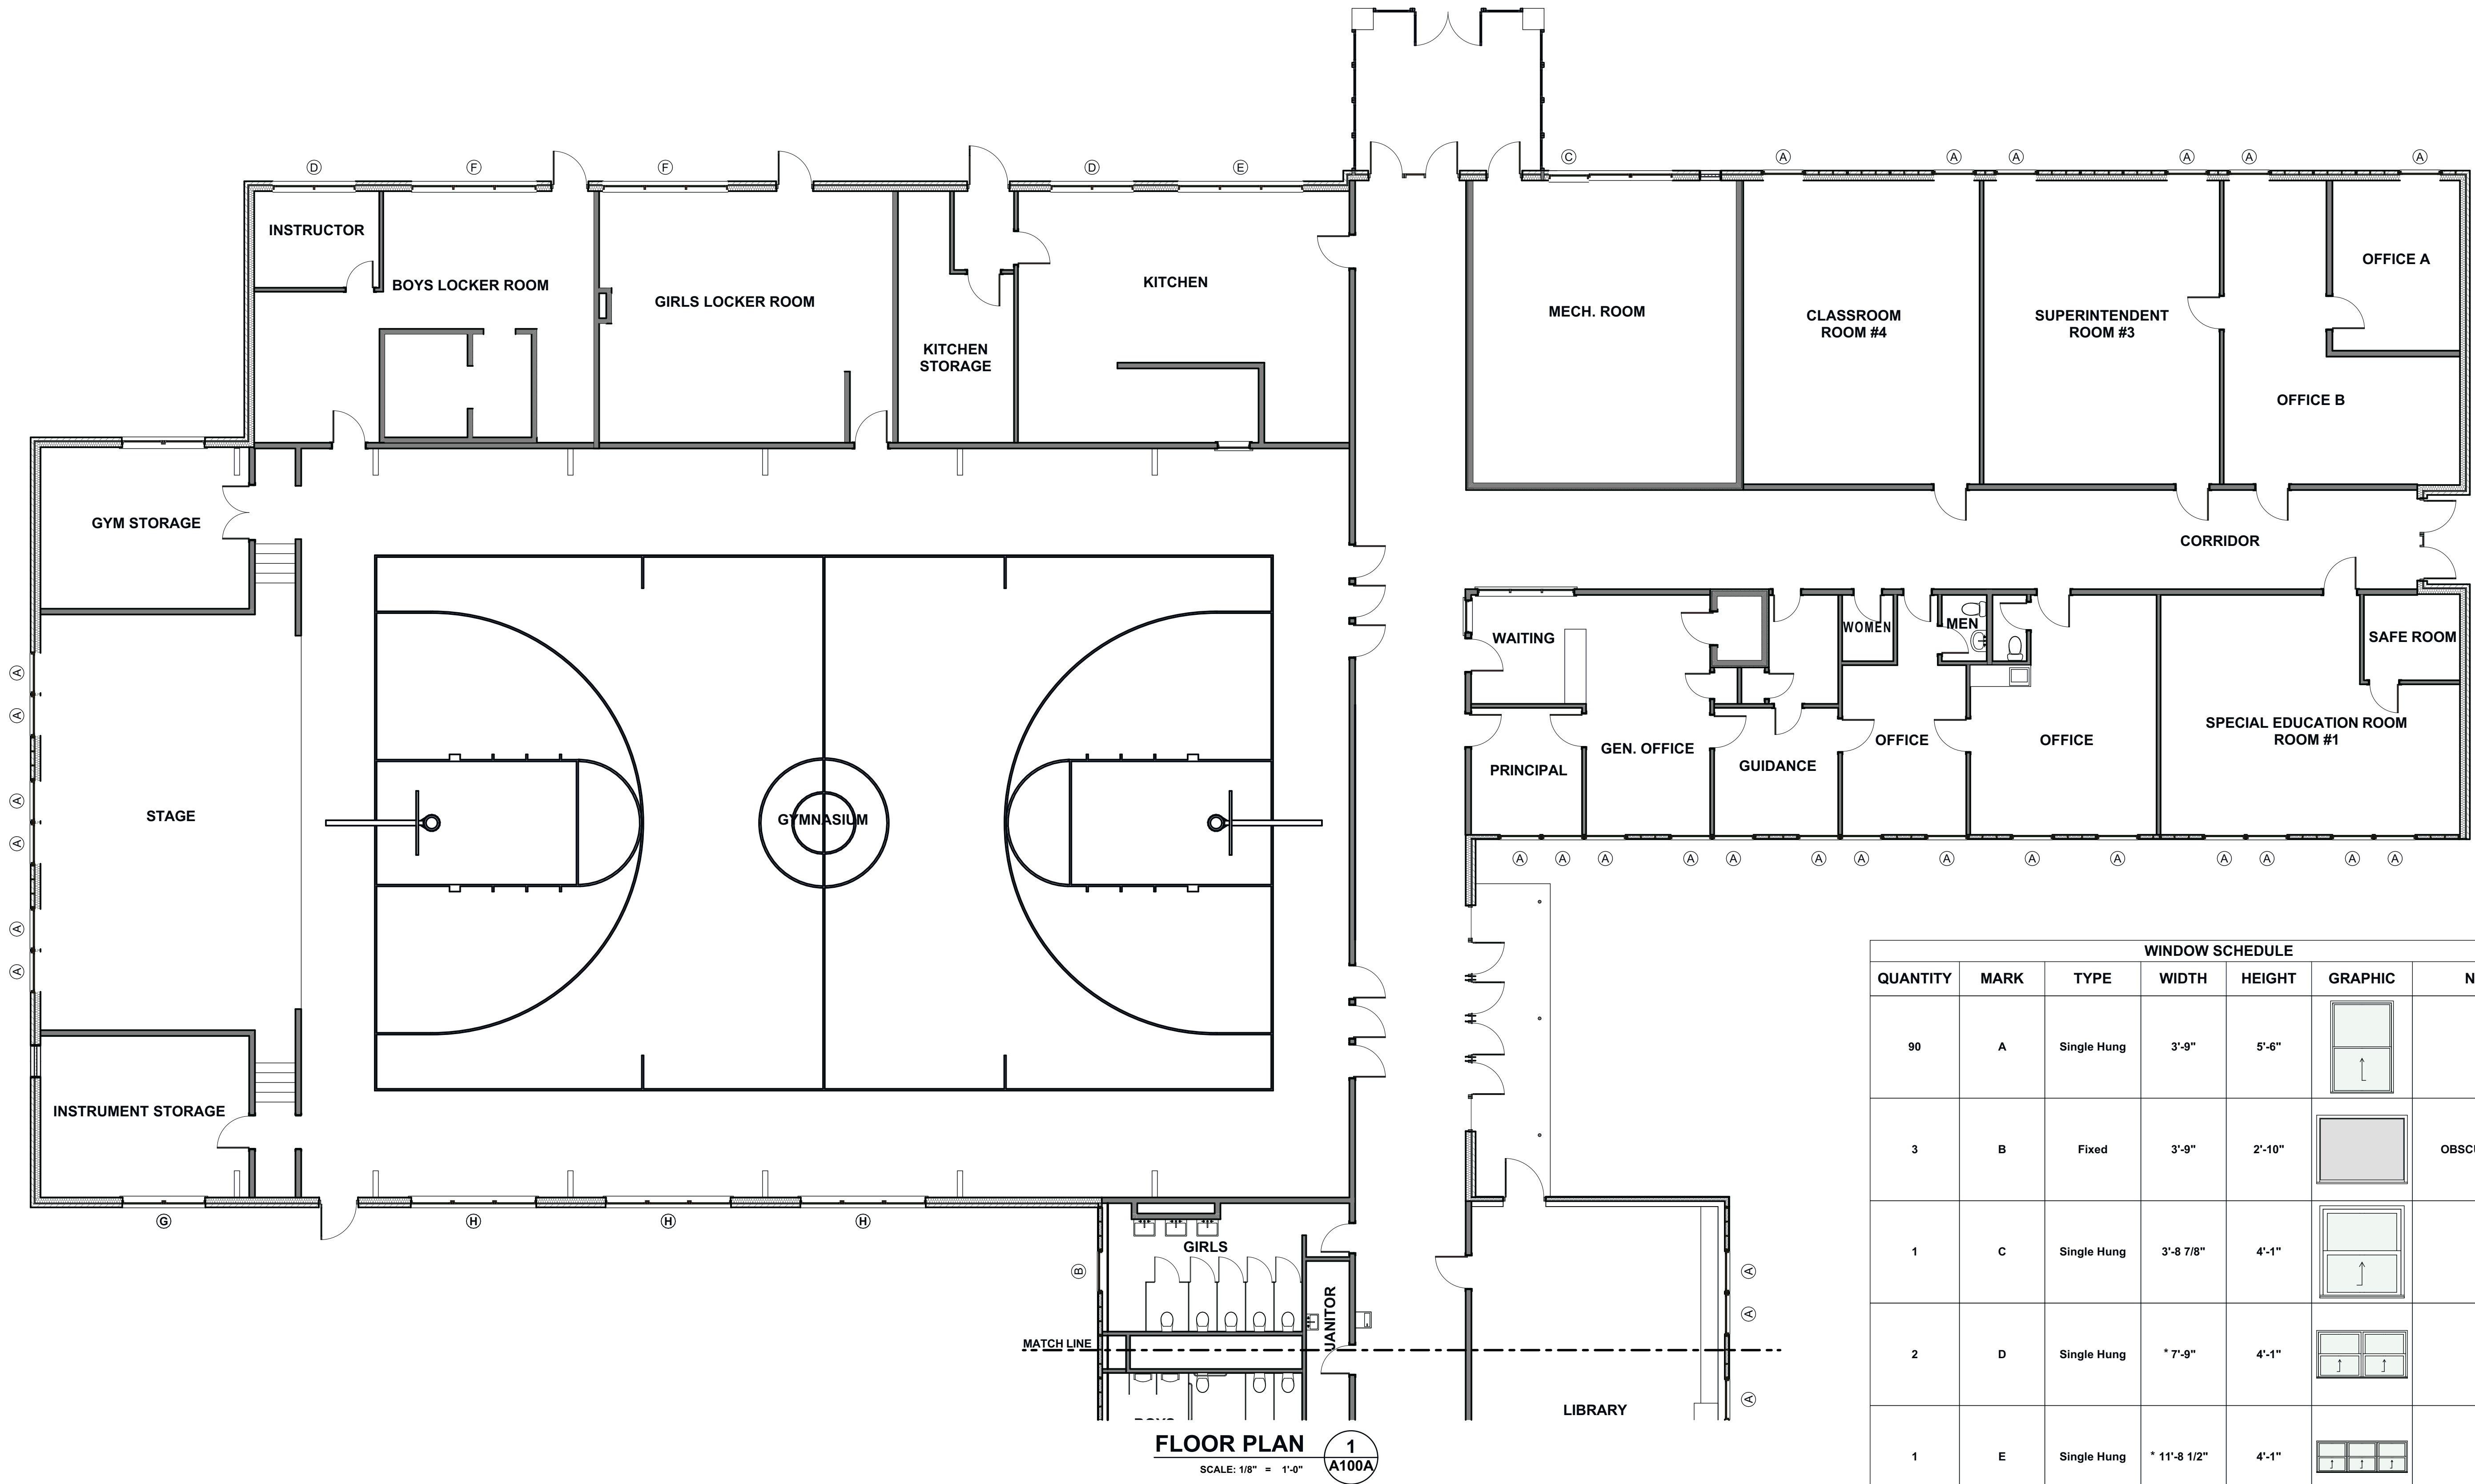 D
F
F
D
E
C
A
A
A
A
A
A
INSTRUCTOR
BOYS LOCKER ROOM
GIRLS LOCKER ROOM
KITCHEN
STORAGE
KITCHEN
MECH. ROOM
CLASSROOM
ROOM #4
SUPERINTENDENT
ROOM #3
OFFICE A
OFFICE B
GYM STORAGE
CORRIDOR
WAITING
WOMEN
MEN
SAFE ROOM
PRINCIPAL
GEN. OFFICE
GUIDANCE
OFFICE
OFFICE
SPECIAL EDUCATION ROOM
ROOM #1
A
A
A
A
A
A
STAGE
GYMNASIUM
A
A
A
A
A
A
A
A
A
A
A
A
A
A
INSTRUMENT STORAGE
G
H
H
H
GIRLS
B
JANITOR
MATCH LINE
A
A
A
LIBRARY
FLOOR PLAN
SCALE: 1/8" = 1'-0"
1
A100A
WINDOW SCHEDULE
QUANTITY MARK TYPE WIDTH HEIGHT GRAPHIC
90 A Single Hung 3'-9" 5'-6"
3 B Fixed 3'-9" 2'-10"
1 C Single Hung 3'-8 7/8" 4'-1"
2 D Single Hung * 7'-9" 4'-1"
1 E Single Hung * 11'-8 1/2" 4'-1"